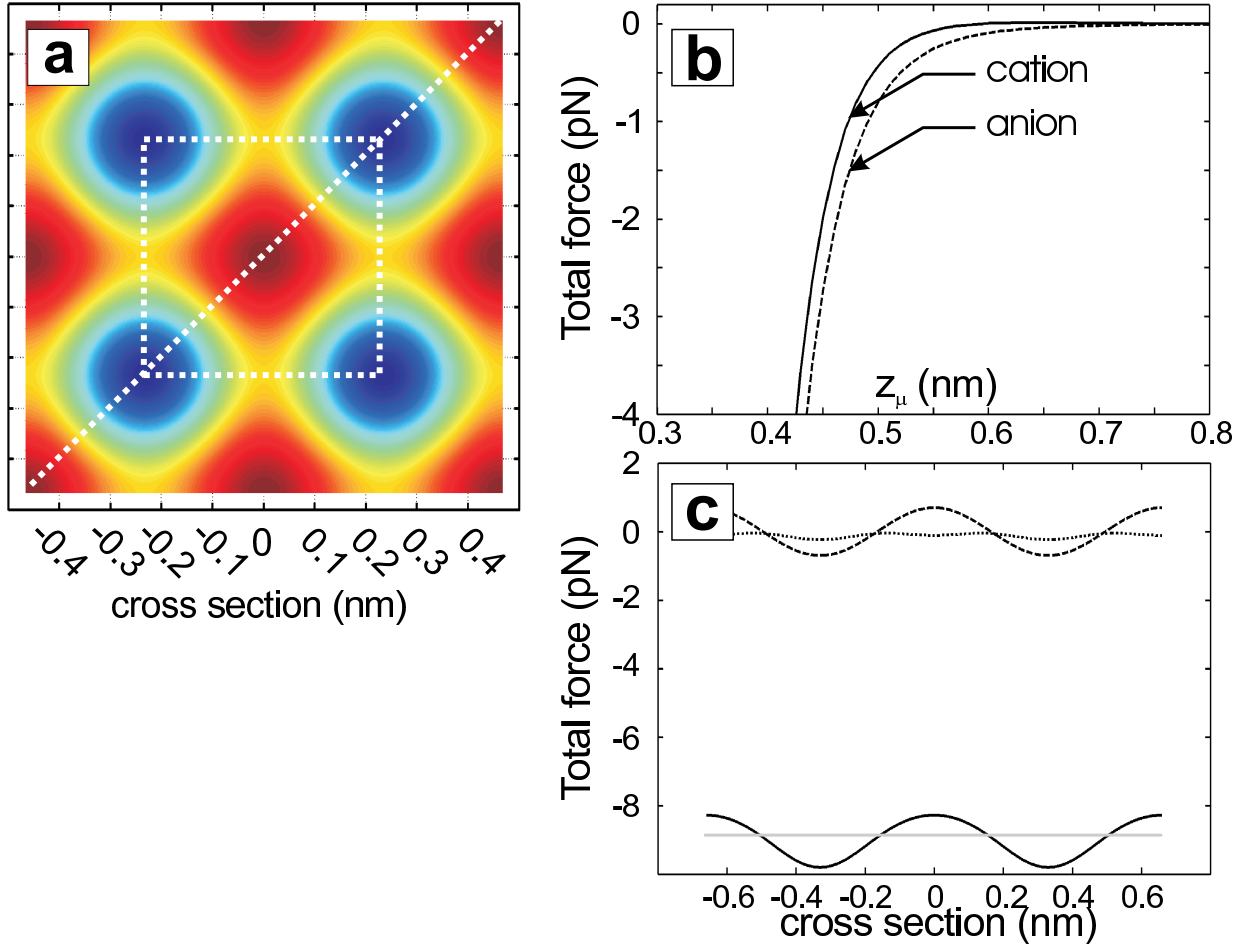 a
-0.4
-0.3
-0.2
-0.1
0
0.1
0.2
0.3
0.4
cross section (nm)
b
0
-1
-2
-3
-4
Total force (pN)
cation
anion
zμ (nm)
0.3 0.4 0.5 0.6 0.7 0.8
c
2
0
-2
-4
-6
-8
Total force (pN)
-0.6 -0.4 -0.2 0 0.2 0.4 0.6
cross section (nm)